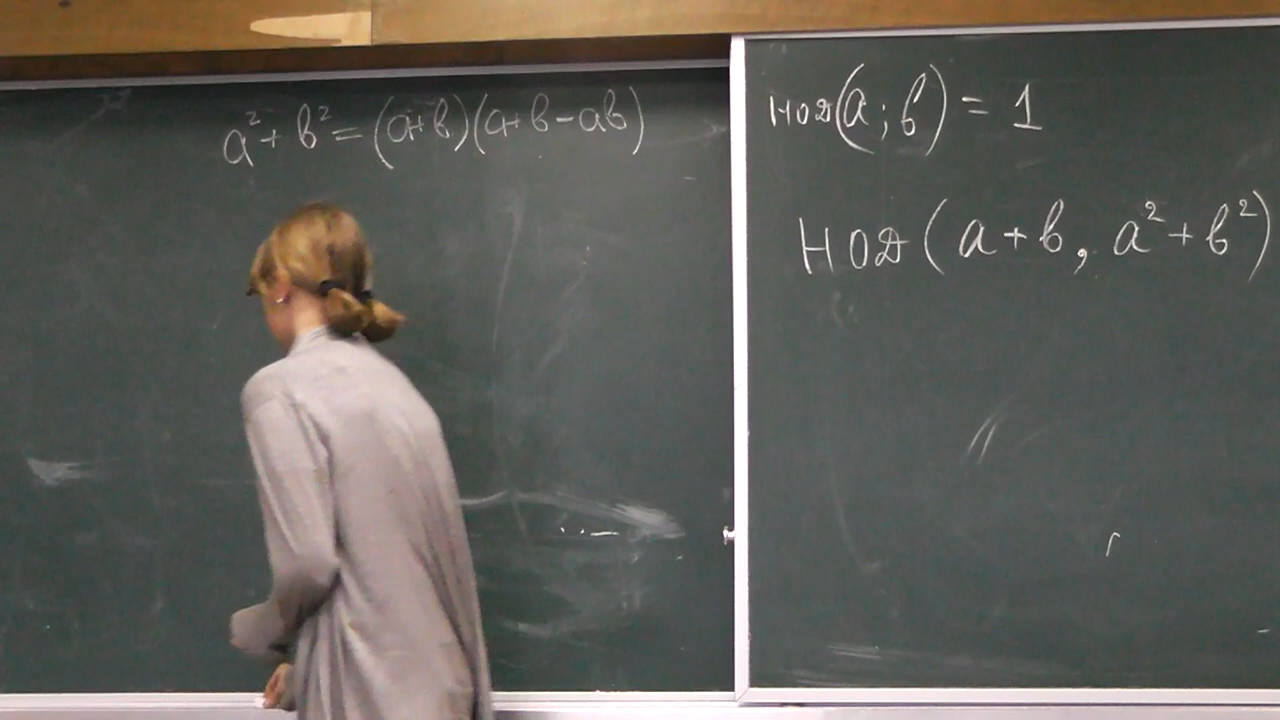 a² + b² = (a+b)(a+b-ab)
НОД(a; b) = 1
НОД(a+b, a²+b²)